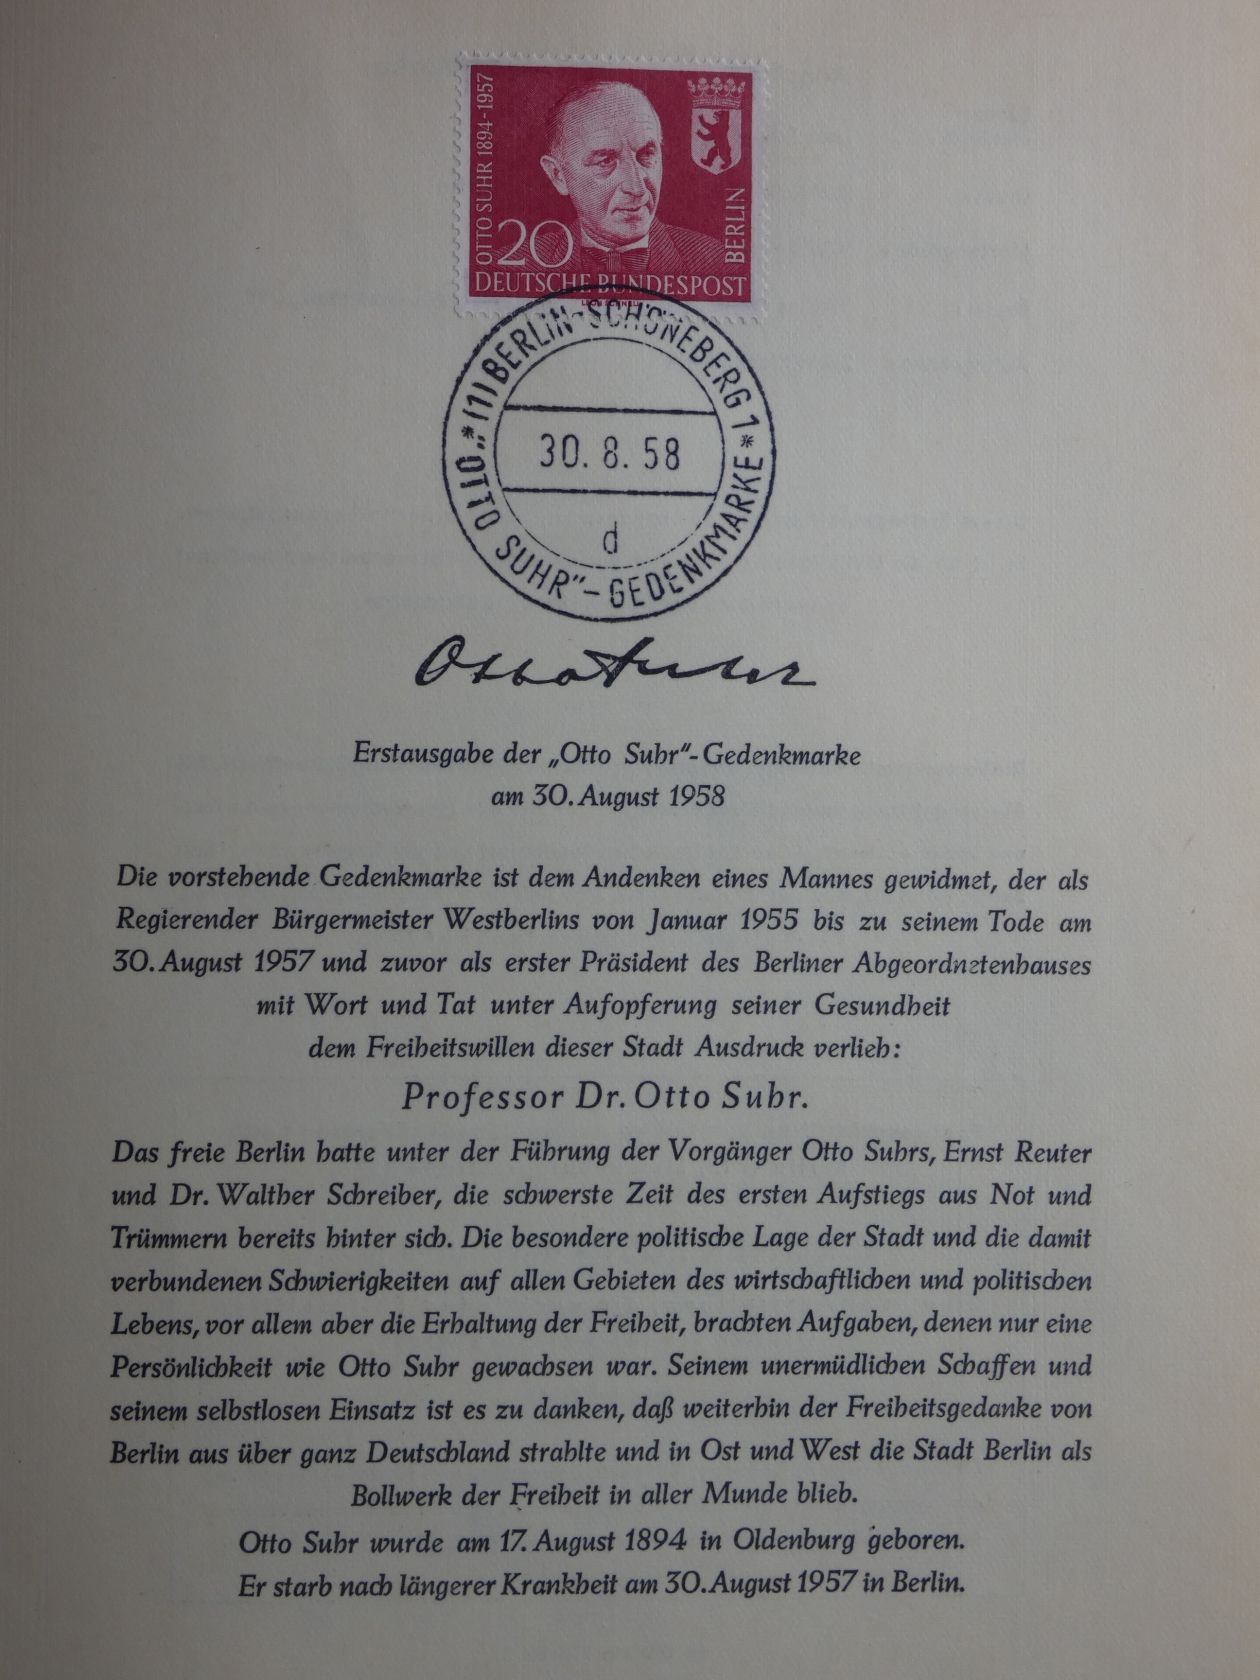 OTTO SUHR 1894-1957
20
BERLIN
DEUTSCHE BUNDESPOST
(1) BERLIN-SCHÖNEBERG 1
30.8.58
d
* „OTTO SUHR"-GEDENKMARKE *
Otto Suhr
Erstausgabe der „Otto Suhr"-Gedenkmarke
am 30. August 1958
Die vorstehende Gedenkmarke ist dem Andenken eines Mannes gewidmet, der als
Regierender Bürgermeister Westberlins von Januar 1955 bis zu seinem Tode am
30. August 1957 und zuvor als erster Präsident des Berliner Abgeordnetenhauses
mit Wort und Tat unter Aufopferung seiner Gesundheit
dem Freiheitswillen dieser Stadt Ausdruck verlieh:
Professor Dr. Otto Suhr.
Das freie Berlin hatte unter der Führung der Vorgänger Otto Suhrs, Ernst Reuter
und Dr. Walther Schreiber, die schwerste Zeit des ersten Aufstiegs aus Not und
Trümmern bereits hinter sich. Die besondere politische Lage der Stadt und die damit
verbundenen Schwierigkeiten auf allen Gebieten des wirtschaftlichen und politischen
Lebens, vor allem aber die Erhaltung der Freiheit, brachten Aufgaben, denen nur eine
Persönlichkeit wie Otto Suhr gewachsen war. Seinem unermüdlichen Schaffen und
seinem selbstlosen Einsatz ist es zu danken, daß weiterhin der Freiheitsgedanke von
Berlin aus über ganz Deutschland strahlte und in Ost und West die Stadt Berlin als
Bollwerk der Freiheit in aller Munde blieb.
Otto Suhr wurde am 17. August 1894 in Oldenburg geboren.
Er starb nach längerer Krankheit am 30. August 1957 in Berlin.